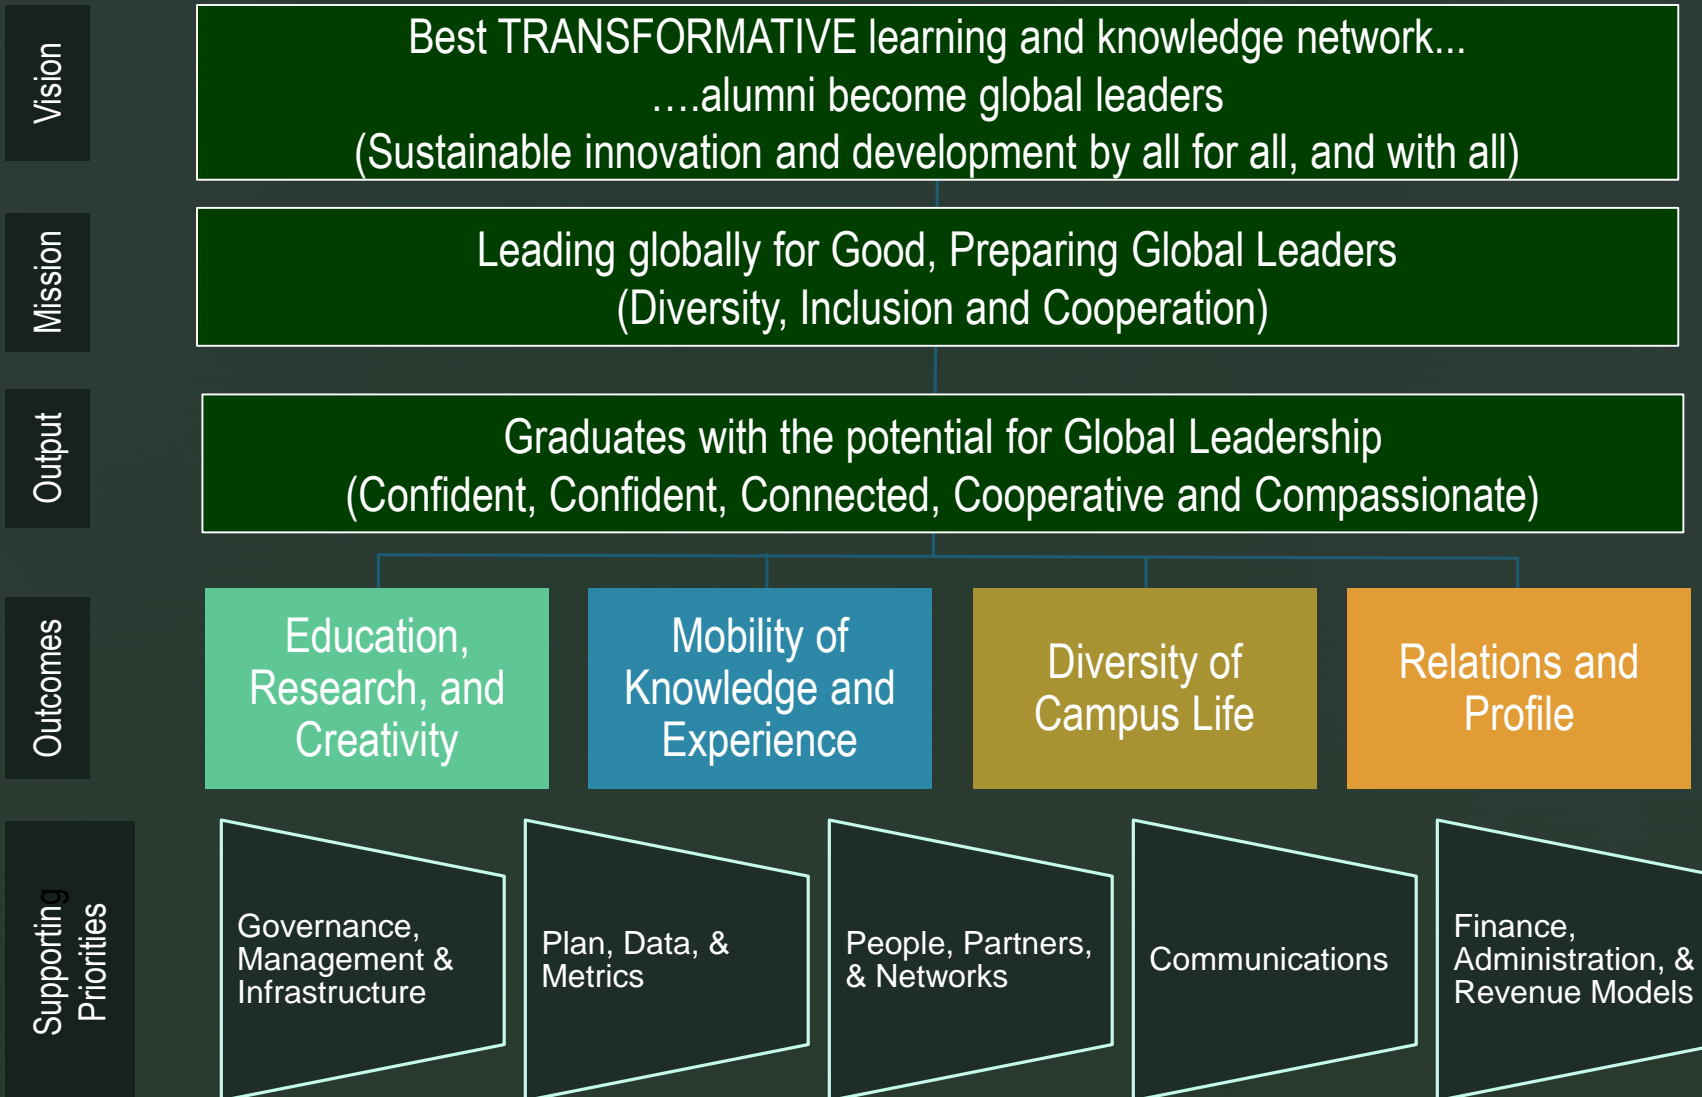 Vision
Best TRANSFORMATIVE learning and knowledge network...
....alumni become global leaders
(Sustainable innovation and development by all for all, and with all)
Mission
Leading globally for Good, Preparing Global Leaders
(Diversity, Inclusion and Cooperation)
Output
Graduates with the potential for Global Leadership
(Confident, Confident, Connected, Cooperative and Compassionate)
Outcomes
Education,
Research, and
Creativity
Mobility of
Knowledge and
Experience
Diversity of
Campus Life
Relations and
Profile
Supporting
Priorities
Governance,
Management &
Infrastructure
Plan, Data, &
Metrics
People, Partners,
& Networks
Communications
Finance,
Administration, &
Revenue Models